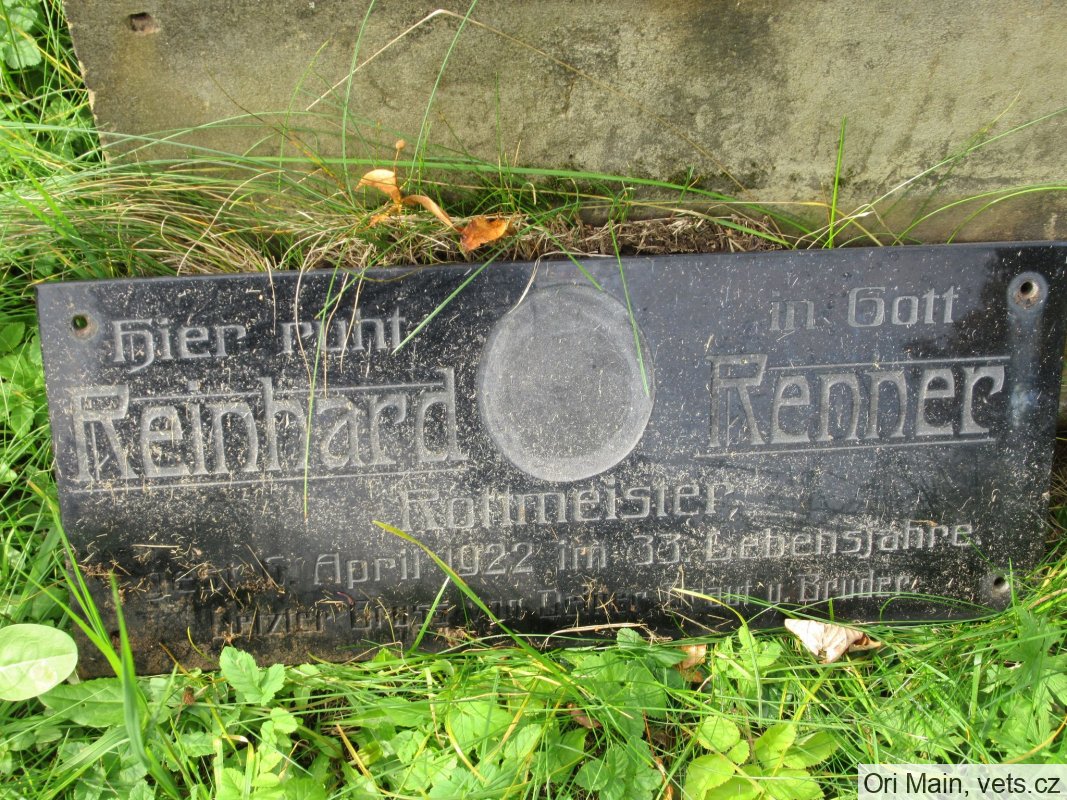 Hier ruht in Gott
Reinhard Renner
Rottmeister,
April 1922 im 33. Lebensjahre.
u. Bruder
Ori Main, vets.cz